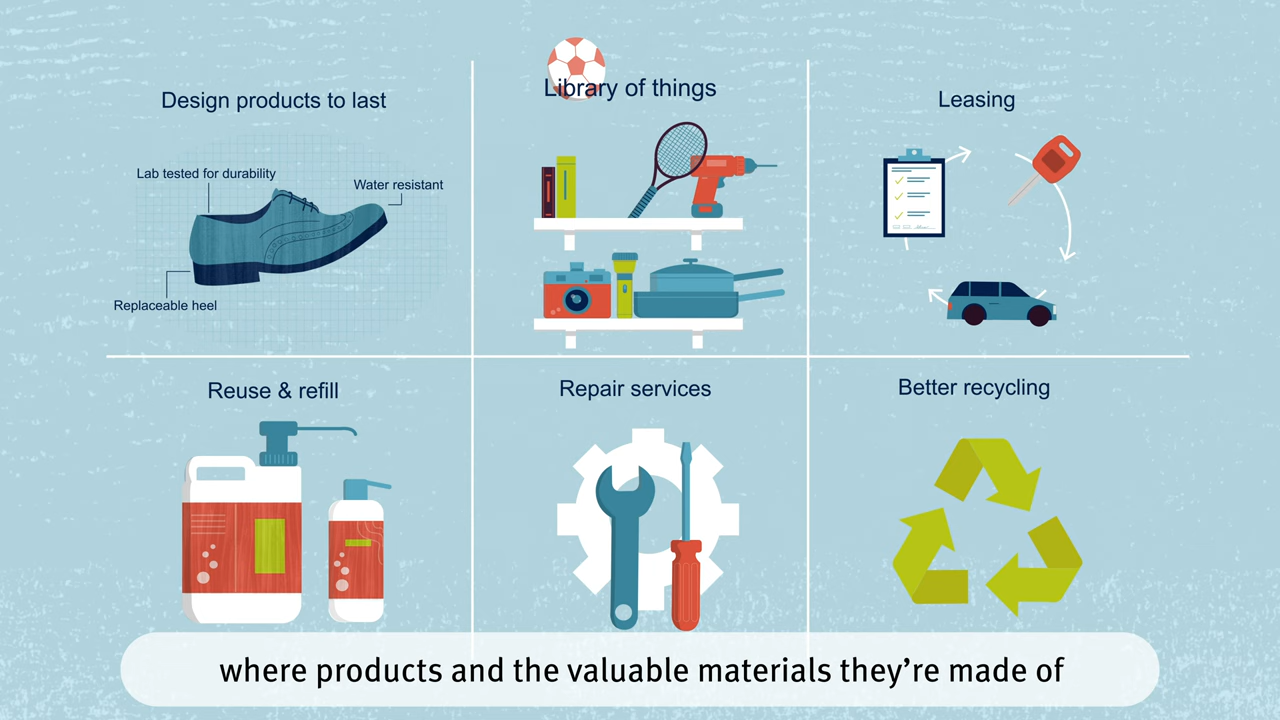 Design products to last
Lab tested for durability
Water resistant
Replaceable heel
Library of things
Leasing
Reuse & refill
Repair services
Better recycling
where products and the valuable materials they're made of